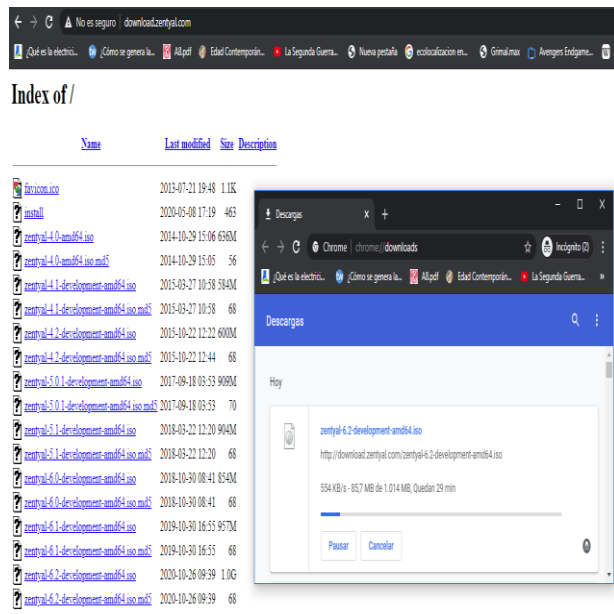 No es seguro | download.zentyal.com
¿Qué es la electrici... ¿Cómo se genera la... A8.pdf Edad Contemporán... La Segunda Guerra... Nueva pestaña ecolocalizacion en... Grimal.max Avengers Endgame...
Index of /
Name Last modified Size Description
favicon.ico 2013-07-21 19:48 1.1K
install 2020-05-08 17:19 463
zentyal-4.0-amd64.iso 2014-10-29 15:06 636M
zentyal-4.0-amd64.iso.md5 2014-10-29 15:05 56
zentyal-4.1-development-amd64.iso 2015-03-27 10:58 584M
zentyal-4.1-development-amd64.iso.md5 2015-03-27 10:58 68
zentyal-4.2-development-amd64.iso 2015-10-22 12:22 600M
zentyal-4.2-development-amd64.iso.md5 2015-10-22 12:44 68
zentyal-5.0.1-development-amd64.iso 2017-09-18 03:53 909M
zentyal-5.0.1-development-amd64.iso.md5 2017-09-18 03:53 70
zentyal-5.1-development-amd64.iso 2018-03-22 12:20 904M
zentyal-5.1-development-amd64.iso.md5 2018-03-22 12:20 68
zentyal-6.0-development-amd64.iso 2018-10-30 08:41 854M
zentyal-6.0-development-amd64.iso.md5 2018-10-30 08:41 68
zentyal-6.1-development-amd64.iso 2019-10-30 16:55 957M
zentyal-6.1-development-amd64.iso.md5 2019-10-30 16:55 68
zentyal-6.2-development-amd64.iso 2020-10-26 09:39 1.0G
zentyal-6.2-development-amd64.iso.md5 2020-10-26 09:39 68
Descargas
Chrome | chrome://downloads Incógnito (2)
¿Qué es la electrici... ¿Cómo se genera la... A8.pdf Edad Contemporán... La Segunda Guerra...
Descargas
Hoy
zentyal-6.2-development-amd64.iso
http://download.zentyal.com/zentyal-6.2-development-amd64.iso
554 KB/s - 85,7 MB de 1.014 MB, Quedan 29 min
Pausar Cancelar